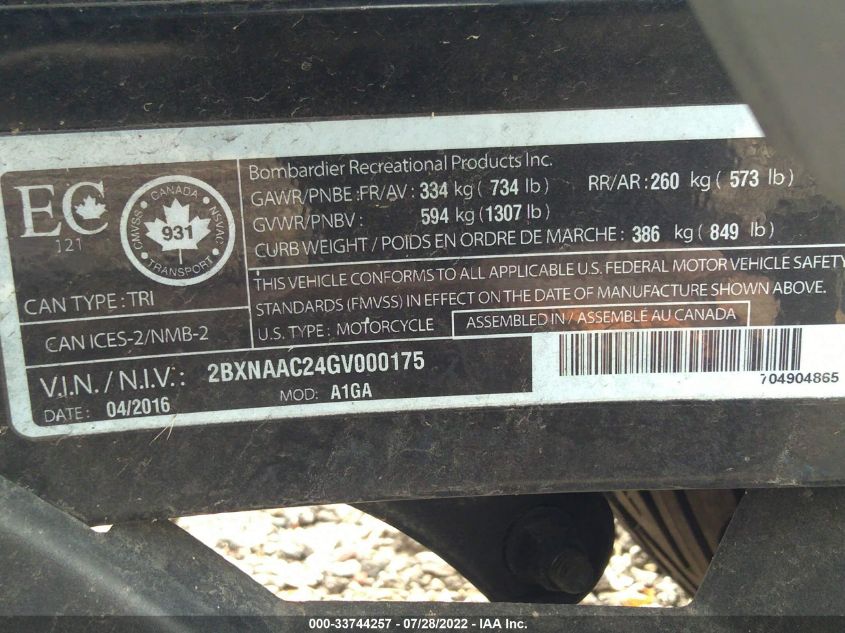 EC
121
CANADA
CMVSS
NSVAC
931
TRANSPORT
CAN TYPE: TRI
CAN ICES-2/NMB-2
Bombardier Recreational Products Inc.
GAWR/PNBE: FR/AV: 334 kg ( 734 lb) RR/AR: 260 kg ( 573 lb)
GVWR/PNBV : 594 kg (1307 lb)
CURB WEIGHT / POIDS EN ORDRE DE MARCHE : 386 kg ( 849 lb)
THIS VEHICLE CONFORMS TO ALL APPLICABLE U.S. FEDERAL MOTOR VEHICLE SAFETY
STANDARDS (FMVSS) IN EFFECT ON THE DATE OF MANUFACTURE SHOWN ABOVE.
U.S. TYPE : MOTORCYCLE ASSEMBLED IN / ASSEMBLÉ AU CANADA
V.I.N. / N.I.V.: 2BXNAAC24GV000175
DATE: 04/2016 MOD: A1GA
704904865
000-33744257 - 07/28/2022 - IAA Inc.